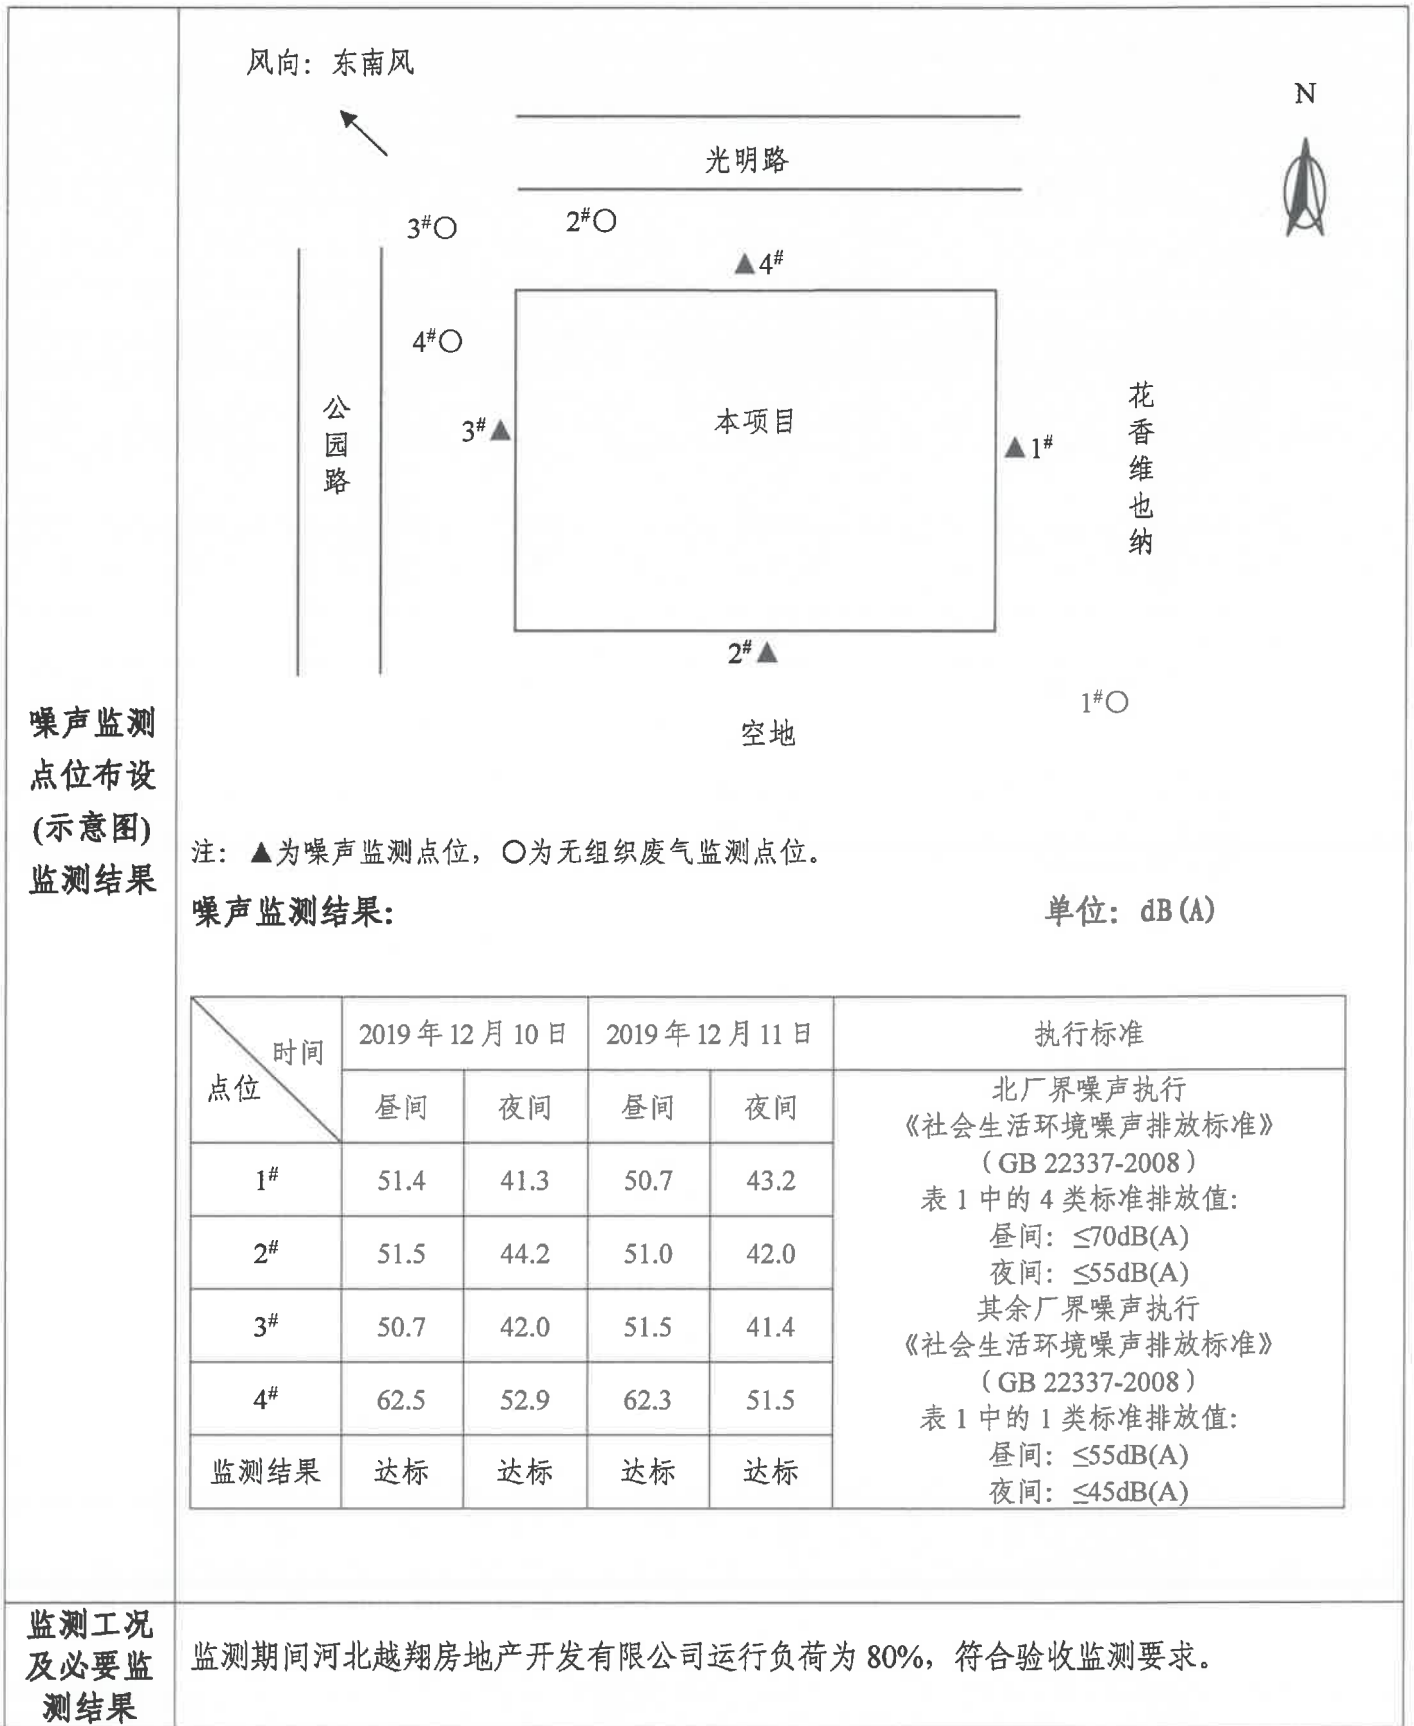 风向：东南风
N
光明路
3#○
2#○
▲4#
4#○
公园路
3#▲
本项目
▲1#
花香维也纳
2#▲
1#○
空地
噪声监测
点位布设
(示意图)
监测结果
注：▲为噪声监测点位，○为无组织废气监测点位。
噪声监测结果：
单位：dB(A)
时间
点位
2019年12月10日
2019年12月11日
执行标准
昼间
夜间
昼间
夜间
1#
51.4
41.3
50.7
43.2
2#
51.5
44.2
51.0
42.0
3#
50.7
42.0
51.5
41.4
4#
62.5
52.9
62.3
51.5
监测结果
达标
达标
达标
达标
北厂界噪声执行
《社会生活环境噪声排放标准》
（GB 22337-2008）
表1中的4类标准排放值：
昼间：≤70dB(A)
夜间：≤55dB(A)
其余厂界噪声执行
《社会生活环境噪声排放标准》
（GB 22337-2008）
表1中的1类标准排放值：
昼间：≤55dB(A)
夜间：≤45dB(A)
监测工况
及必要监
测结果
监测期间河北越翔房地产开发有限公司运行负荷为80%，符合验收监测要求。